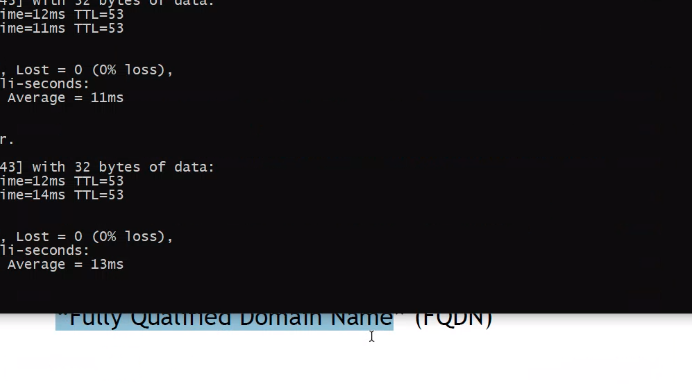 43] with 32 bytes of data:
ime=12ms TTL=53
ime=11ms TTL=53
, Lost = 0 (0% loss),
li-seconds:
Average = 11ms
r.
43] with 32 bytes of data:
ime=12ms TTL=53
ime=14ms TTL=53
, Lost = 0 (0% loss),
li-seconds:
Average = 13ms
"Fully Qualified Domain Name" (FQDN)